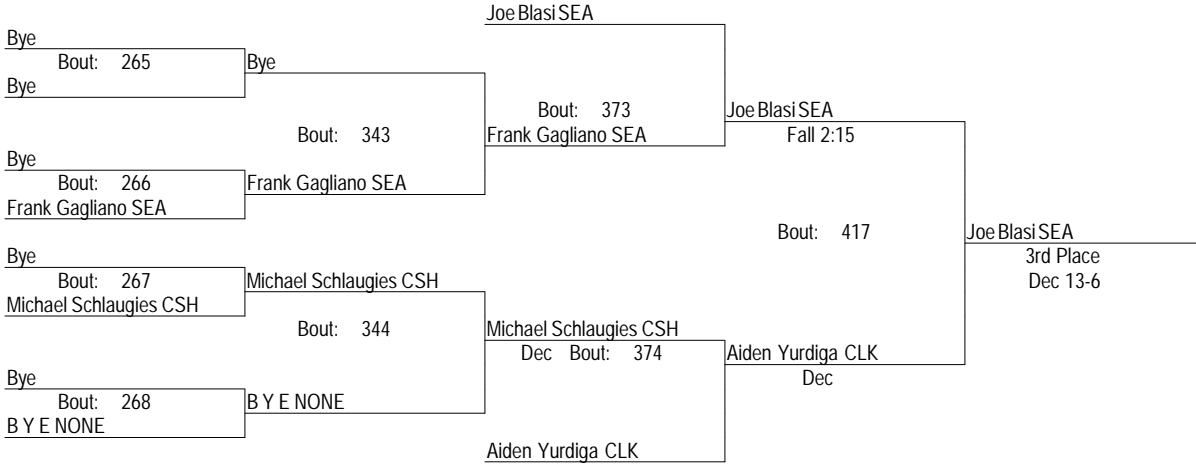 Joe Blasi SEA
Bye
Bout: 265
Bye
Bye
Bout: 373
Joe Blasi SEA
Bout: 343
Frank Gagliano SEA
Fall 2:15
Bye
Bout: 266
Frank Gagliano SEA
Frank Gagliano SEA
Bout: 417
Joe Blasi SEA
3rd Place
Dec 13-6
Bye
Bout: 267
Michael Schlaugies CSH
Michael Schlaugies CSH
Bout: 344
Michael Schlaugies CSH
Dec Bout: 374
Aiden Yurdiga CLK
Dec
Bye
Bout: 268
B Y E NONE
B Y E NONE
Aiden Yurdiga CLK